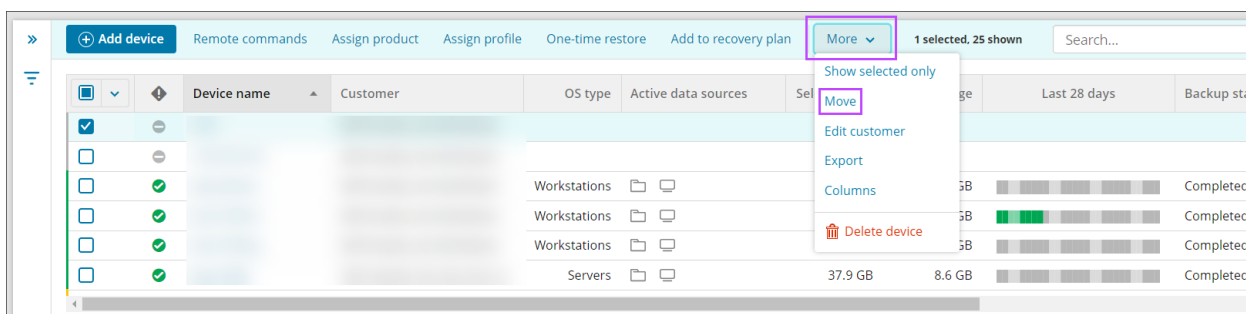 Add device Remote commands Assign product Assign profile One-time restore Add to recovery plan More 1 selected, 25 shown Search...
Show selected only
Device name Customer OS type Active data sources Sel ge Last 28 days Backup sta
Move
Edit customer
Export
Workstations GB Completed
Columns
Workstations GB Completed
Delete device
Workstations GB Completed
Servers 37.9 GB 8.6 GB Completed